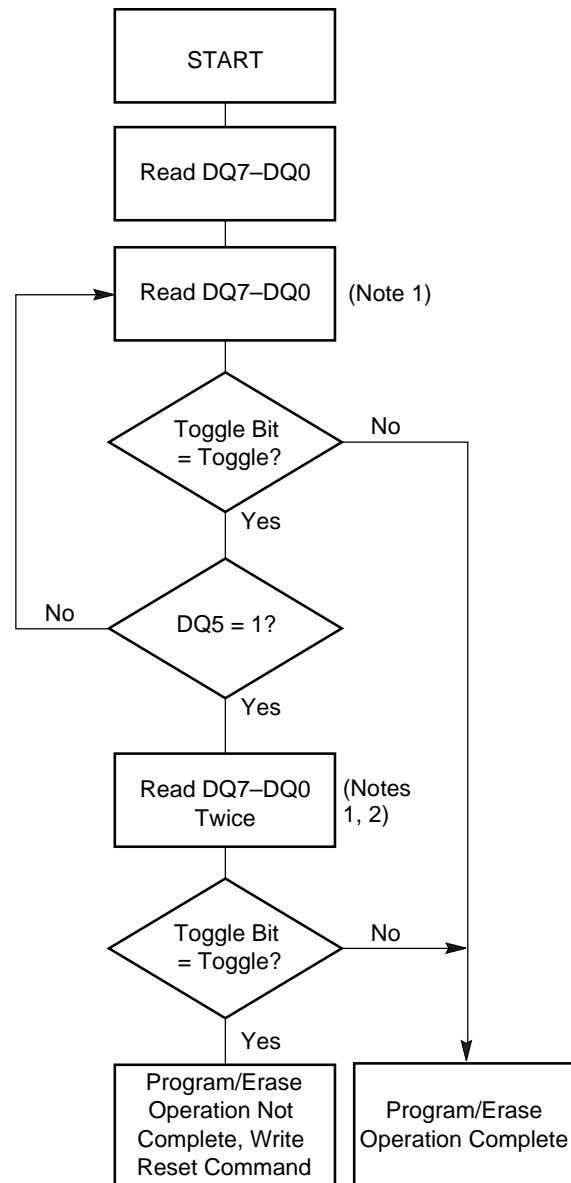 START
Read DQ7–DQ0
Read DQ7–DQ0
(Note 1)
Toggle Bit
= Toggle?
No
Yes
No
DQ5 = 1?
Yes
Read DQ7–DQ0
Twice
(Notes
1, 2)
Toggle Bit
= Toggle?
No
Yes
Program/Erase
Operation Not
Complete, Write
Reset Command
Program/Erase
Operation Complete